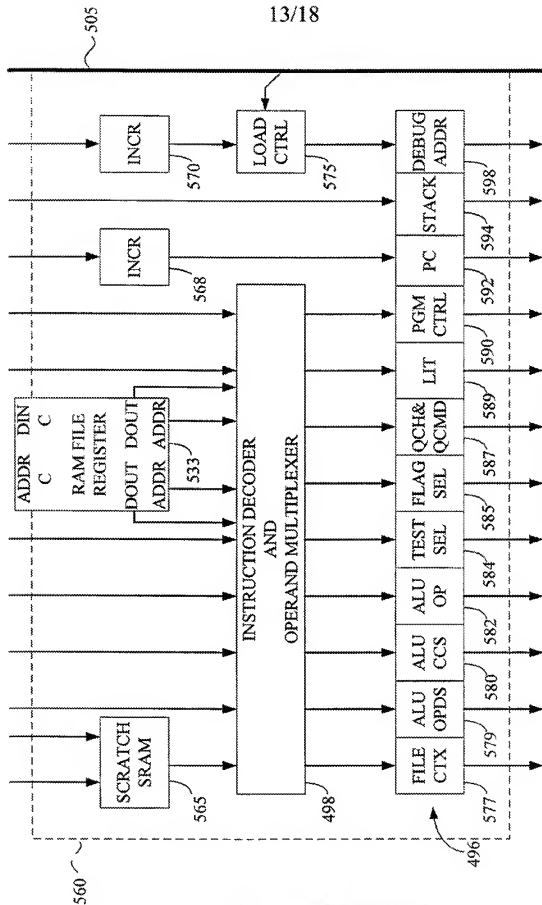 13/18
505
560
INCR
570
INCR
568
SCRATCH
SRAM
565
ADDR DIN
C C
RAM FILE
REGISTER
DOUT DOUT
ADDR ADDR
533
LOAD
CTRL
575
INSTRUCTION DECODER
AND
OPERAND MULTIPLEXER
498
496
FILE
CTX
577
ALU
OPDS
579
ALU
CCS
580
ALU
OP
582
TEST
SEL
584
FLAG
SEL
585
QCH&
QCMD
587
LIT
589
PGM
CTRL
590
PC
592
STACK
594
DEBUG
ADDR
598